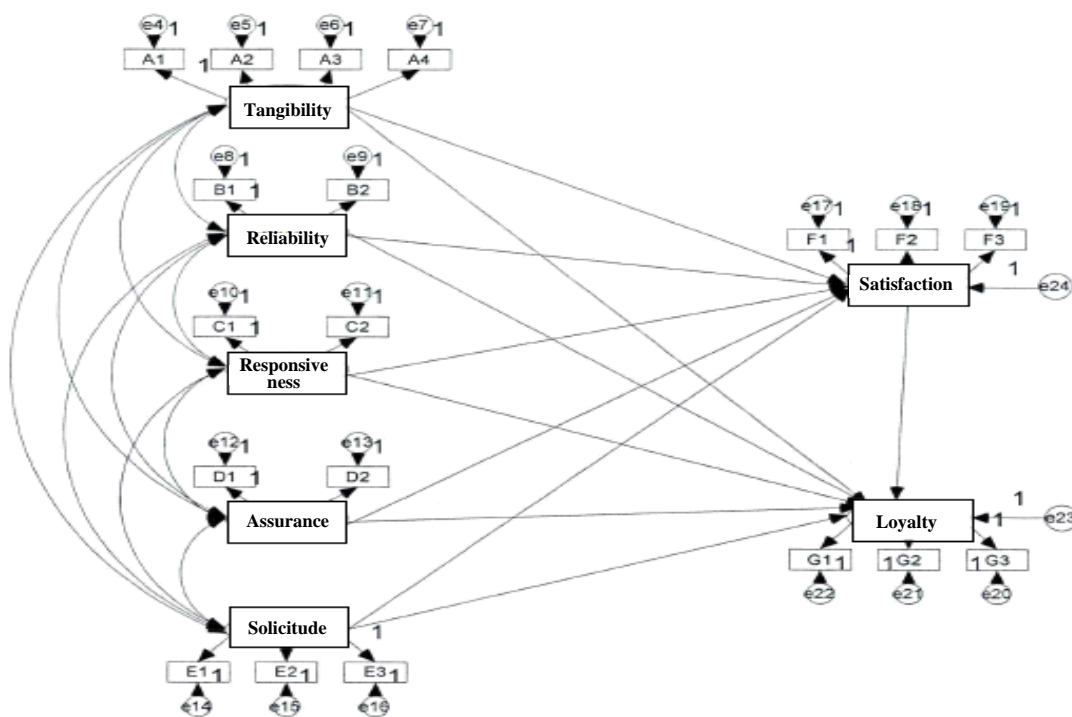 e4 1 e5 1 e6 1 e7 1
A1 1 A2 A3 A4
Tangibility
e8 1 e9 1
B1 1 B2
Reliability
e10 1 e11 1
C1 1 C2
Responsive
ness
e12 1 e13 1
D1 1 D2
Assurance
Solicitude
1
E1 1 E2 1 E3 1
e14 e15 e16
e17 1 e18 1 e19 1
F1 1 F2 F3
1
Satisfaction
e24
1
Loyalty 1
e23
G1 1 1 G2 1 G3
e22 e21 e20